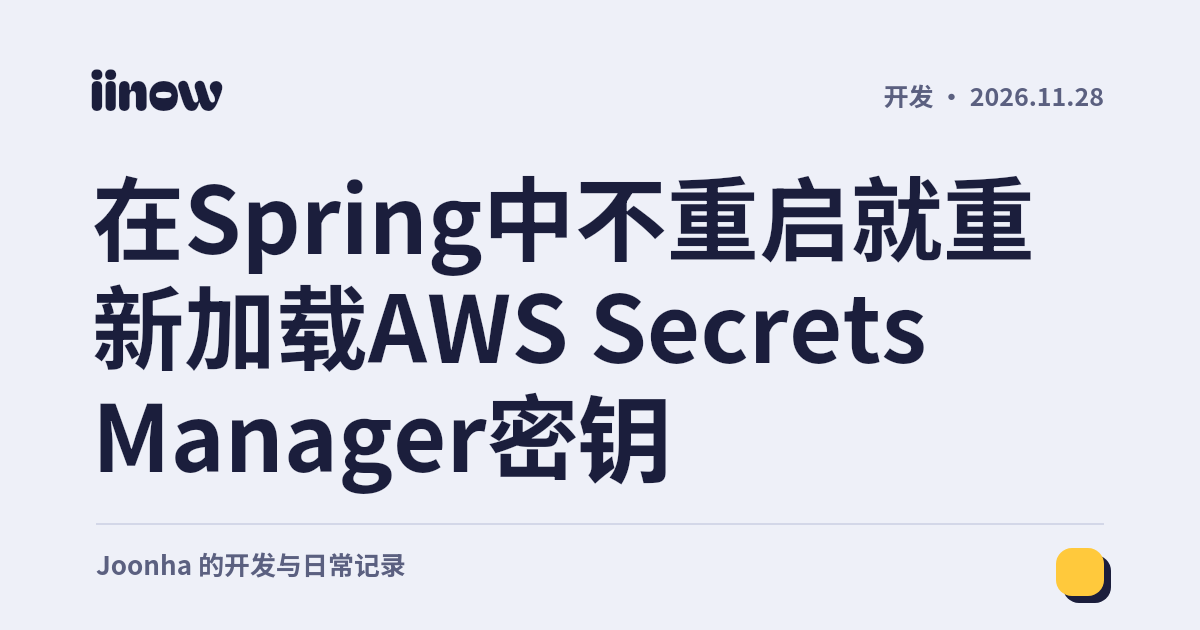 iinow
开发 • 2026.11.28
在Spring中不重启就重
新加载AWS Secrets
Manager密钥
Joonha 的开发与日常记录